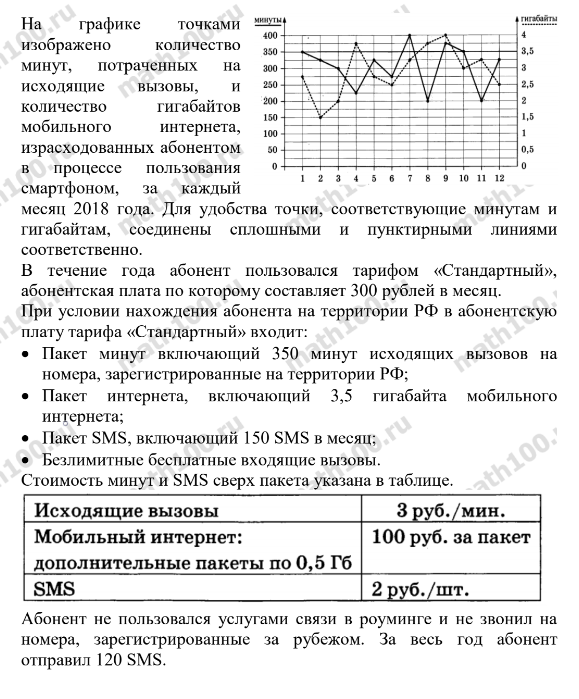 На графике точками
изображено количество
минут, потраченных на
исходящие вызовы, и
количество гигабайтов
мобильного интернета,
израсходованных абонентом
в процессе пользования
смартфоном, за каждый
минуты
гигабайты
400
350
300
250
200
150
100
50
0
4
3,5
3
2,5
2
1,5
1
0,5
0
1 2 3 4 5 6 7 8 9 10 11 12
месяц 2018 года. Для удобства точки, соответствующие минутам и
гигабайтам, соединены сплошными и пунктирными линиями
соответственно.
В течение года абонент пользовался тарифом «Стандартный»,
абонентская плата по которому составляет 300 рублей в месяц.
При условии нахождения абонента на территории РФ в абонентскую
плату тарифа «Стандартный» входит:
• Пакет минут включающий 350 минут исходящих вызовов на
номера, зарегистрированные на территории РФ;
• Пакет интернета, включающий 3,5 гигабайта мобильного
интернета;
• Пакет SMS, включающий 150 SMS в месяц;
• Безлимитные бесплатные входящие вызовы.
Стоимость минут и SMS сверх пакета указана в таблице.
Исходящие вызовы 3 руб./мин.
Мобильный интернет: 100 руб. за пакет
дополнительные пакеты по 0,5 Гб
SMS 2 руб./шт.
Абонент не пользовался услугами связи в роуминге и не звонил на
номера, зарегистрированные за рубежом. За весь год абонент
отправил 120 SMS.
math100.ru